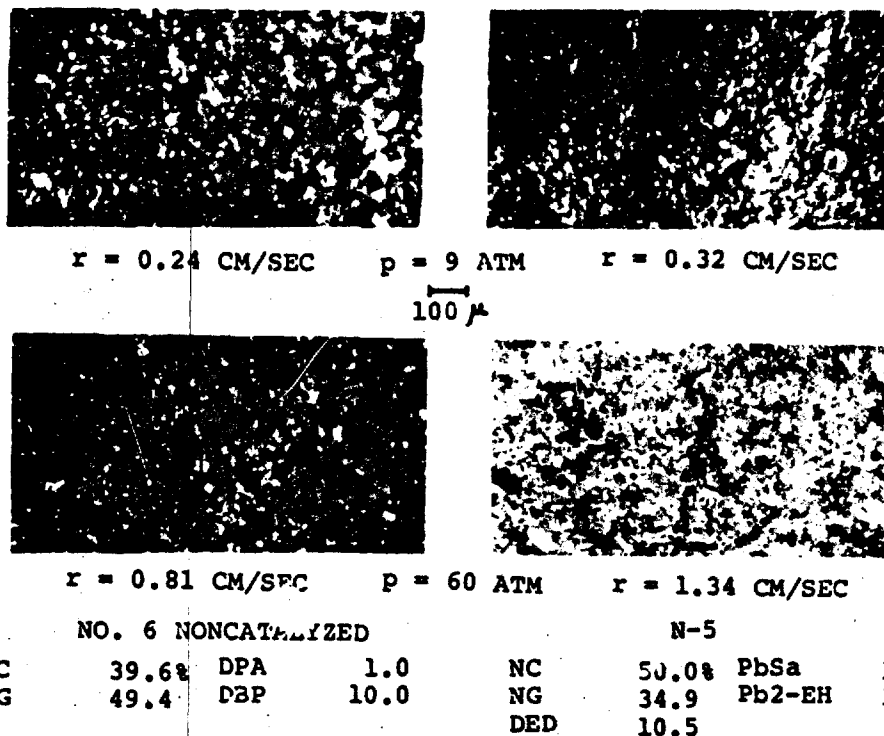 r = 0.24 CM/SEC p = 9 ATM r = 0.32 CM/SEC
100 μ
r = 0.81 CM/SEC p = 60 ATM r = 1.34 CM/SEC
NO. 6 NONCATALYZED N-5
C 39.6% DPA 1.0 NC 50.0% PbSa
G 49.4 DBP 10.0 NG 34.9 Pb2-EH
DED 10.5